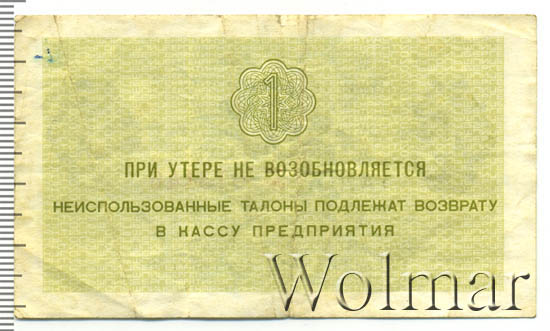 1
ПРИ УТЕРЕ НЕ ВОЗОБНОВЛЯЕТСЯ
НЕИСПОЛЬЗОВАННЫЕ ТАЛОНЫ ПОДЛЕЖАТ ВОЗВРАТУ
В КАССУ ПРЕДПРИЯТИЯ
Wolmar